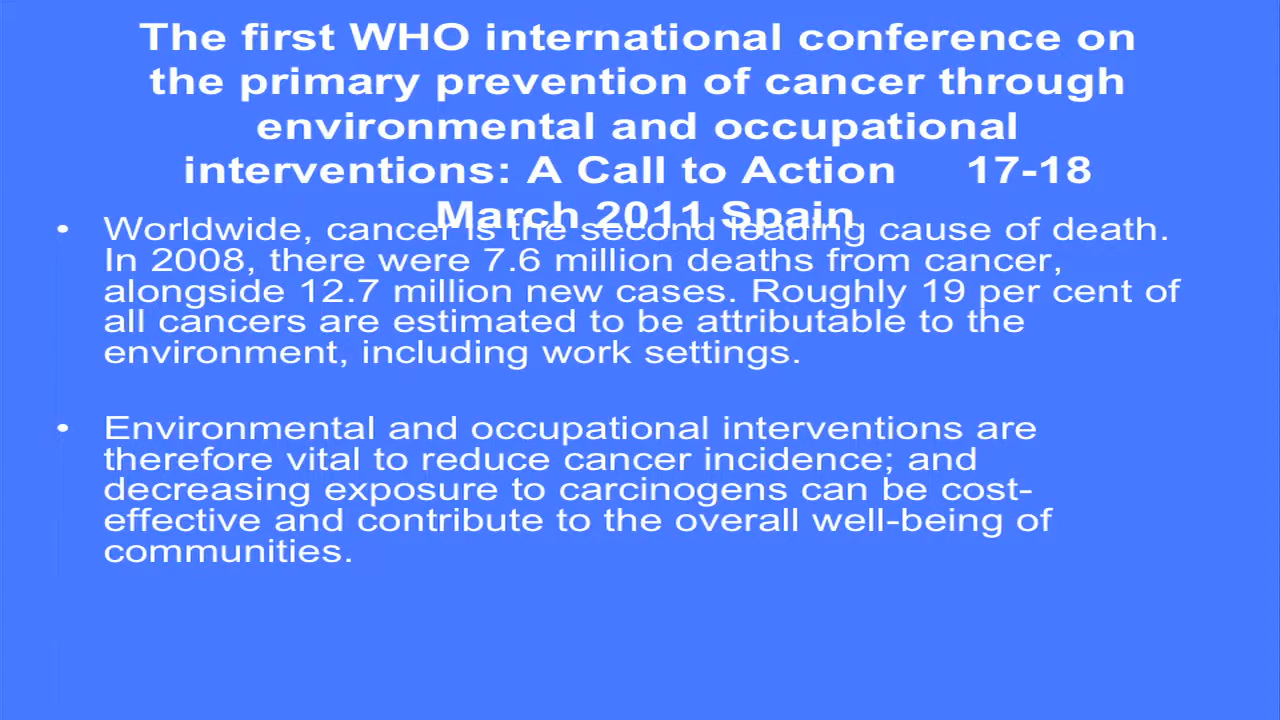 The first WHO international conference on
the primary prevention of cancer through
environmental and occupational
interventions: A Call to Action 17-18
March 2011 Spain
• Worldwide, cancer is the second leading cause of death.
In 2008, there were 7.6 million deaths from cancer,
alongside 12.7 million new cases. Roughly 19 per cent of
all cancers are estimated to be attributable to the
environment, including work settings.
• Environmental and occupational interventions are
therefore vital to reduce cancer incidence; and
decreasing exposure to carcinogens can be cost-
effective and contribute to the overall well-being of
communities.